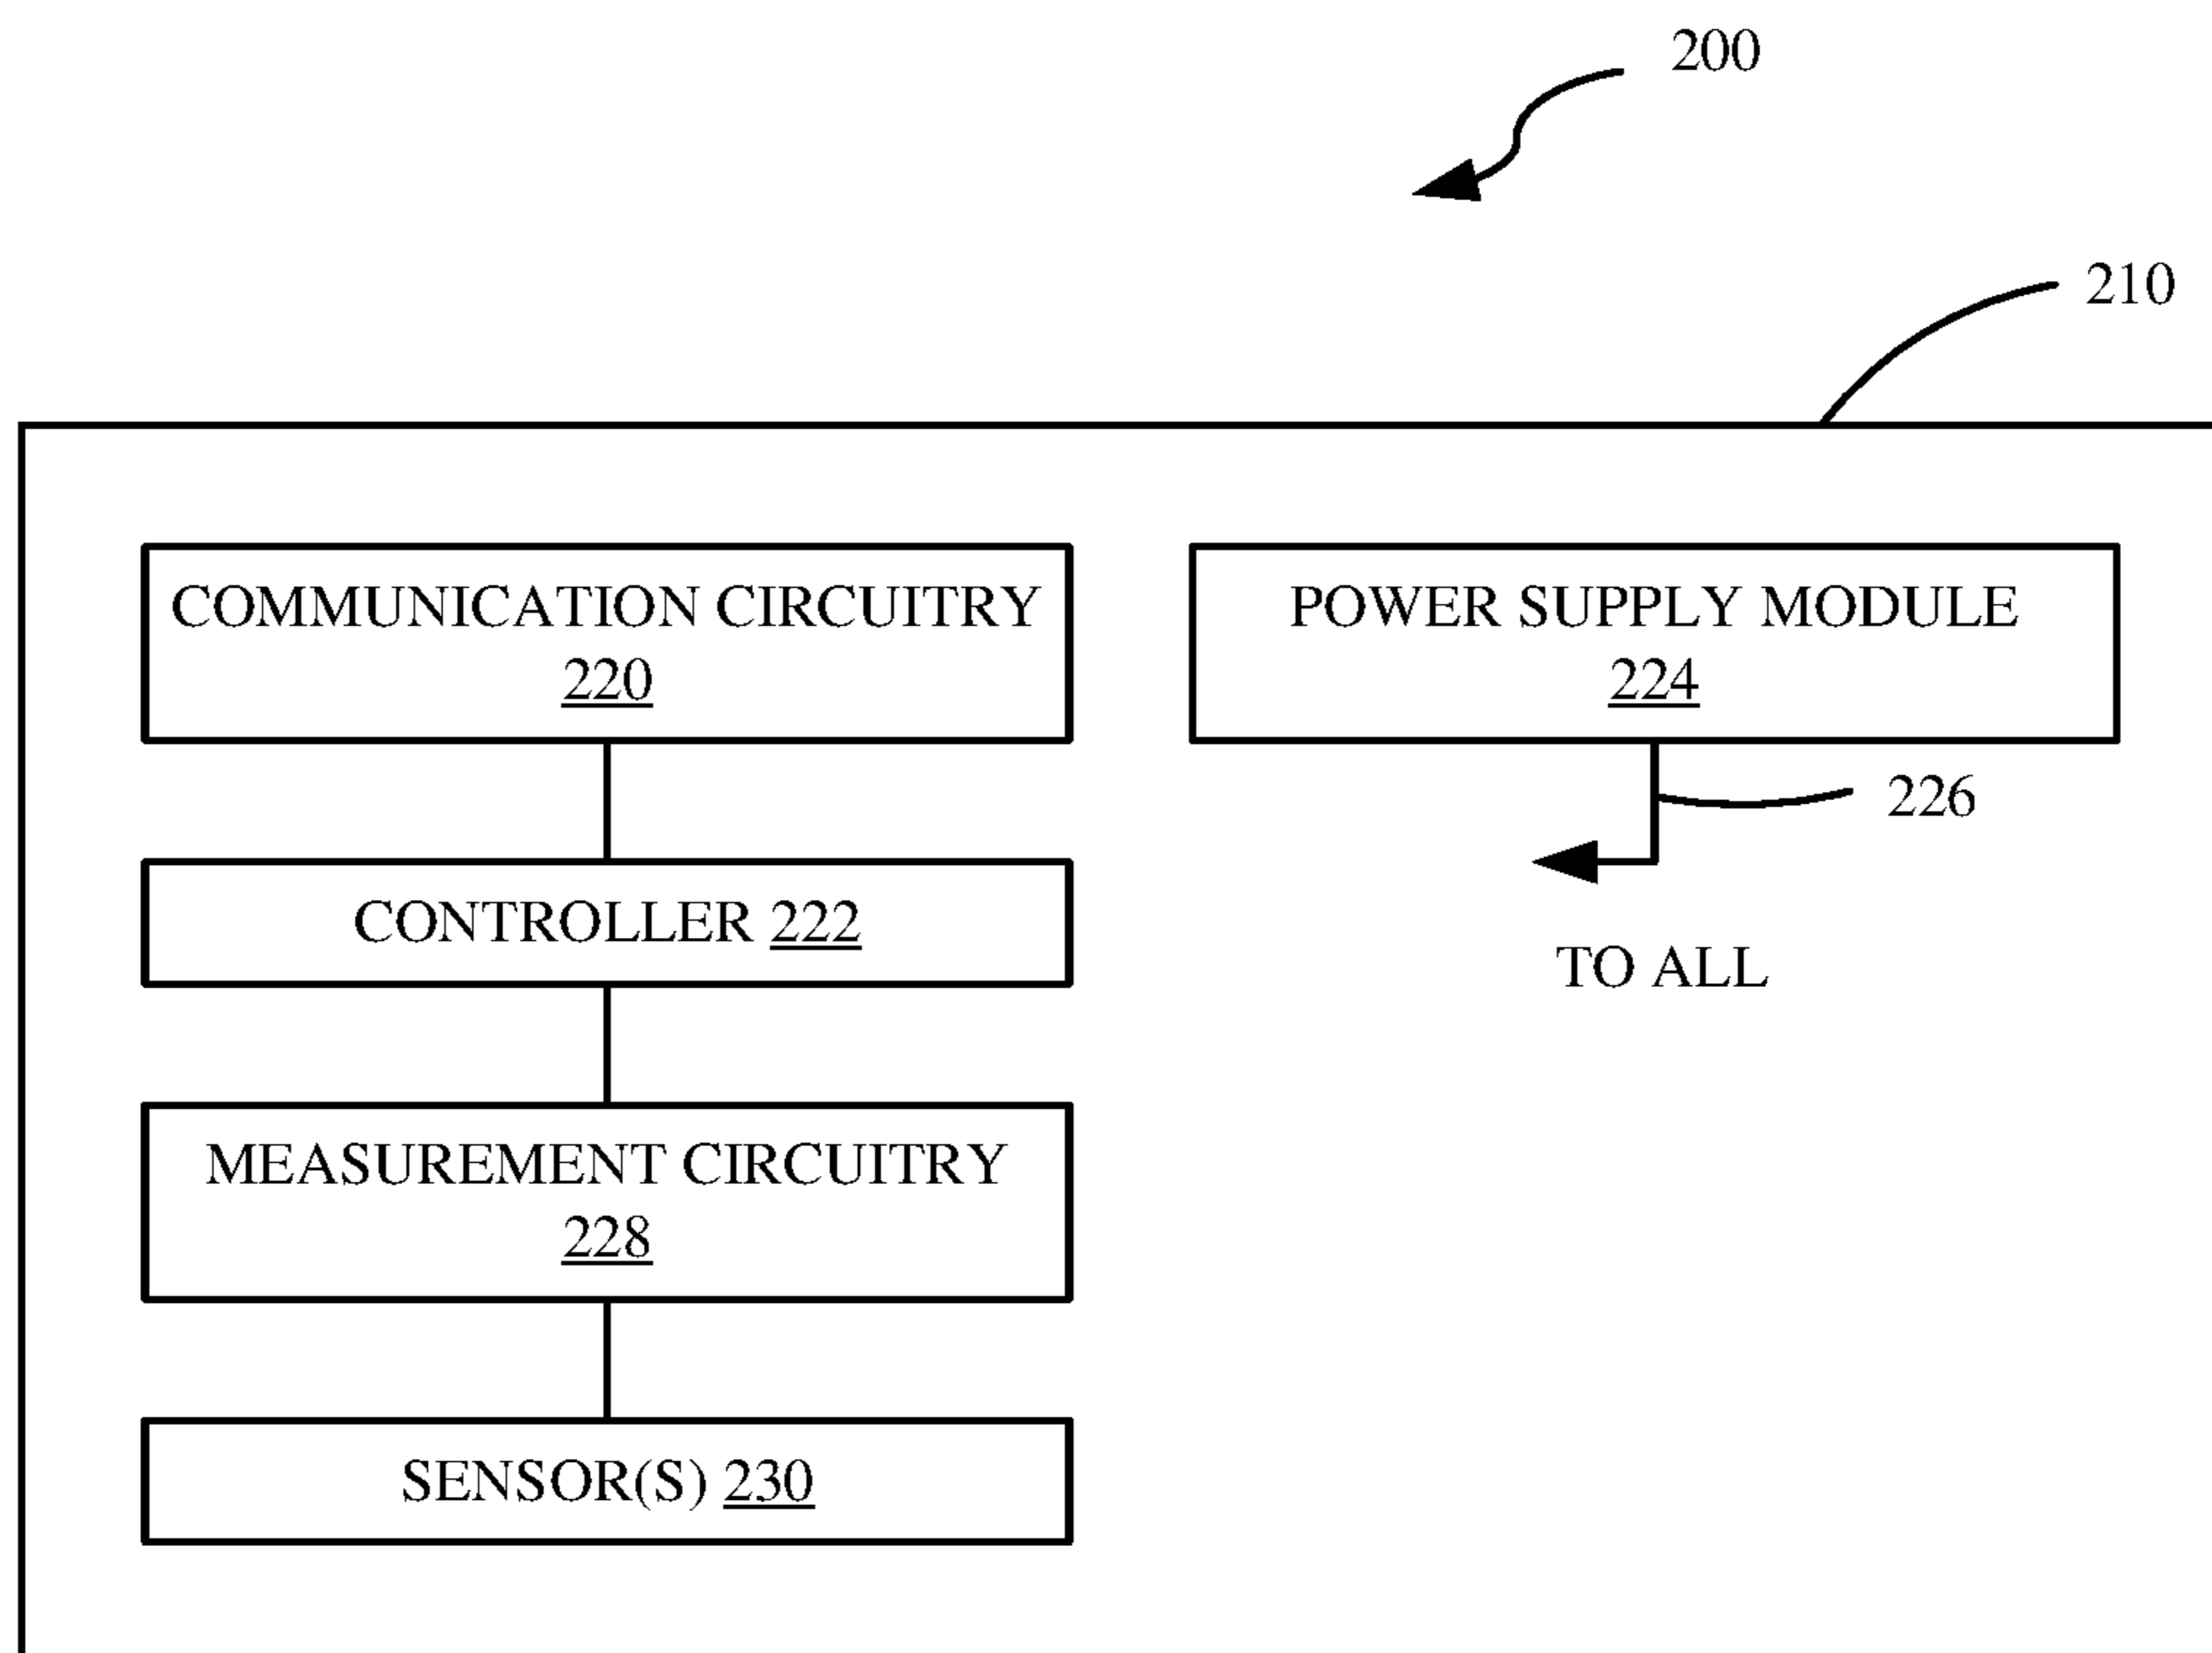 200
210
COMMUNICATION CIRCUITRY
220
POWER SUPPLY MODULE
224
226
CONTROLLER 222
TO ALL
MEASUREMENT CIRCUITRY
228
SENSOR(S) 230